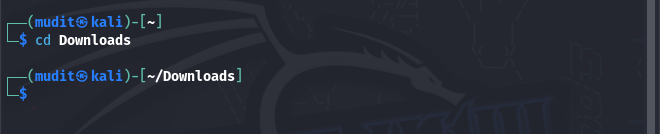 ┌──(mudit㉿kali)-[~]
└─$ cd Downloads
┌──(mudit㉿kali)-[~/Downloads]
└─$